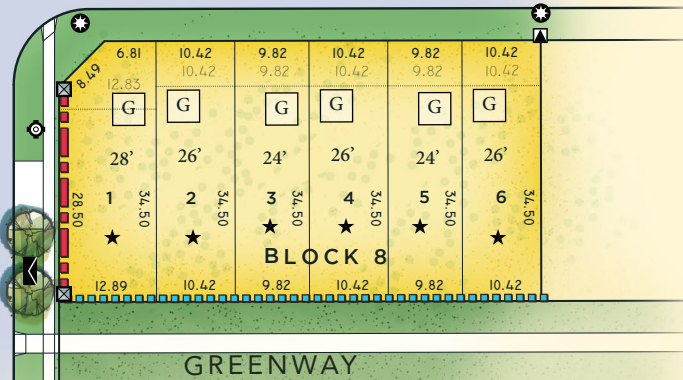 6.81 10.42 9.82 10.42 9.82 10.42
8.49 12.83 10.42 9.82 10.42 9.82 10.42
G G G G G G
28’ 26’ 24’ 26’ 24’ 26’
28.50 1 34.50 2 34.50 3 34.50 4 34.50 5 34.50 6 34.50
BLOCK 8
12.89 10.42 9.82 10.42 9.82 10.42
GREENWAY